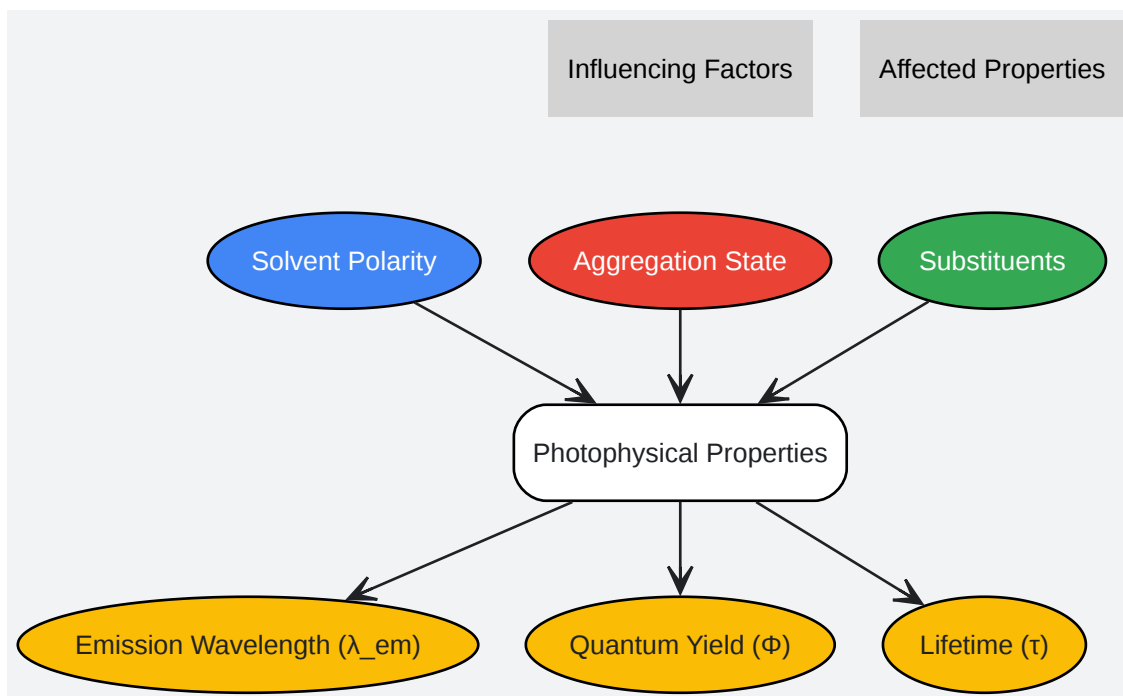 Influencing Factors
Affected Properties
Solvent Polarity
Aggregation State
Substituents
Photophysical Properties
Emission Wavelength (λ_em)
Quantum Yield (Φ)
Lifetime (τ)